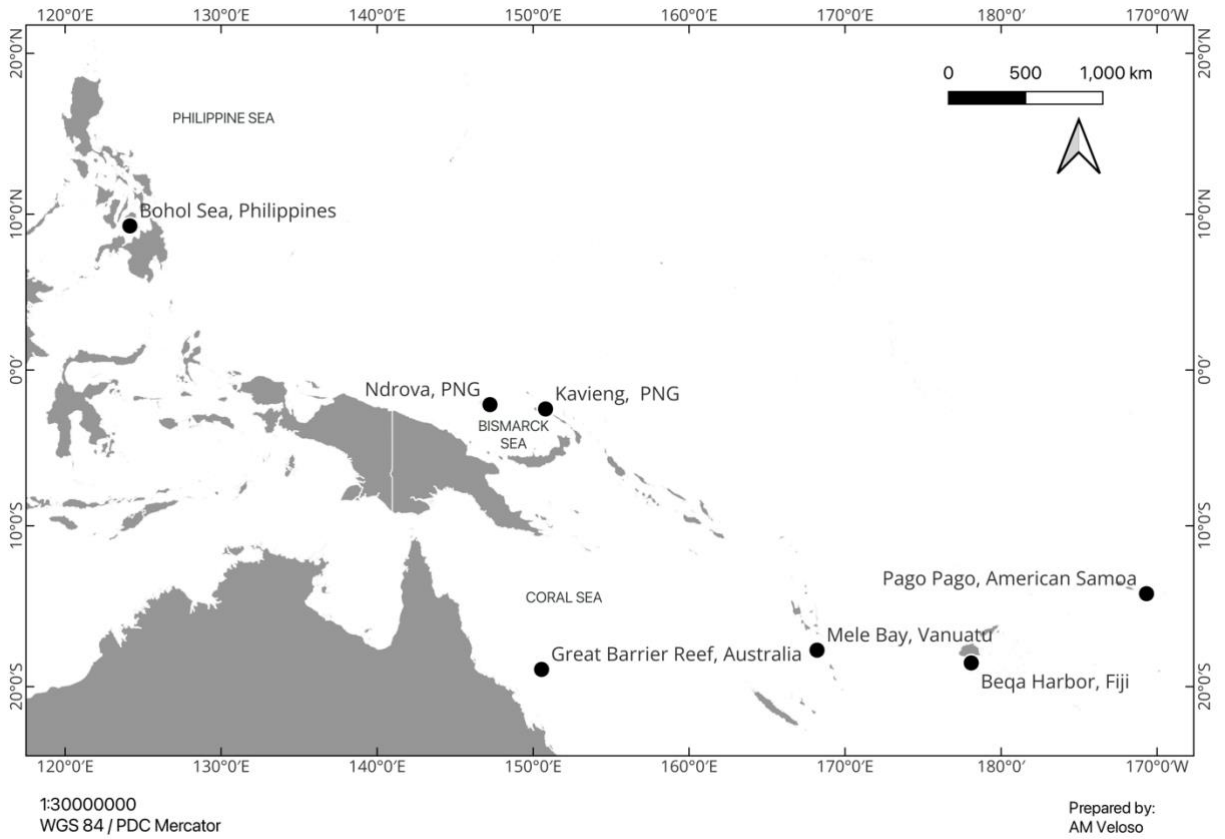 120°0′E 130°0′E 140°0′E 150°0′E 160°0′E 170°0′E 180°0′ 170°0′W
20°0′N 20°0′N
0 500 1,000 km
PHILIPPINE SEA
10°0′N 10°0′N
Bohol Sea, Philippines
0°0′ 0°0′
Ndrova, PNG
Kavieng, PNG
BISMARCK
SEA
10°0′S 10°0′S
Pago Pago, American Samoa
CORAL SEA
Mele Bay, Vanuatu
Great Barrier Reef, Australia
Beqa Harbor, Fiji
20°0′S 20°0′S
120°0′E 130°0′E 140°0′E 150°0′E 160°0′E 170°0′E 180°0′ 170°0′W
1:30000000
WGS 84 / PDC Mercator
Prepared by:
AM Veloso